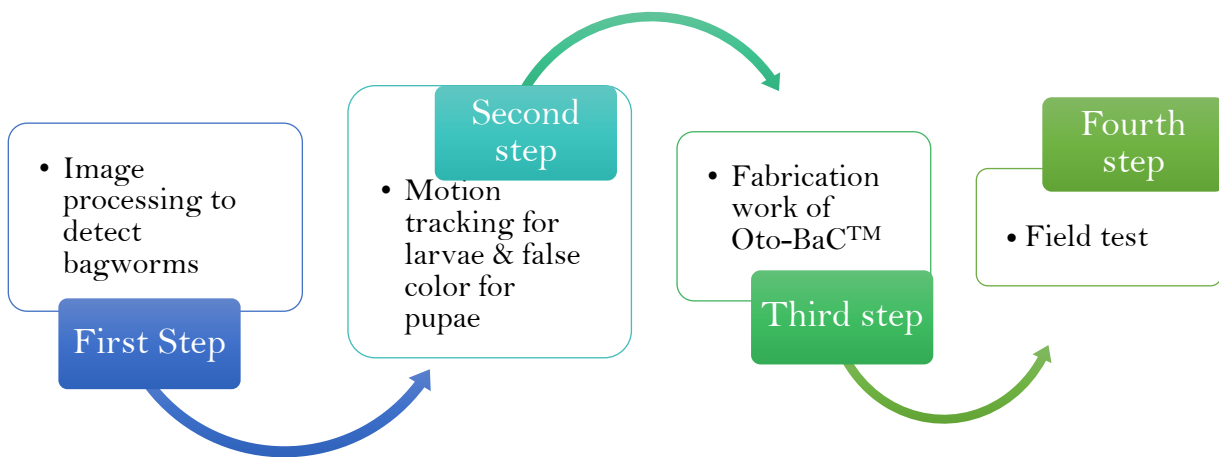 • Image
processing to
detect
bagworms
First Step
Second
step
• Motion
tracking for
larvae & false
color for
pupae
• Fabrication
work of
Oto-BaC™
Third step
Fourth
step
• Field test